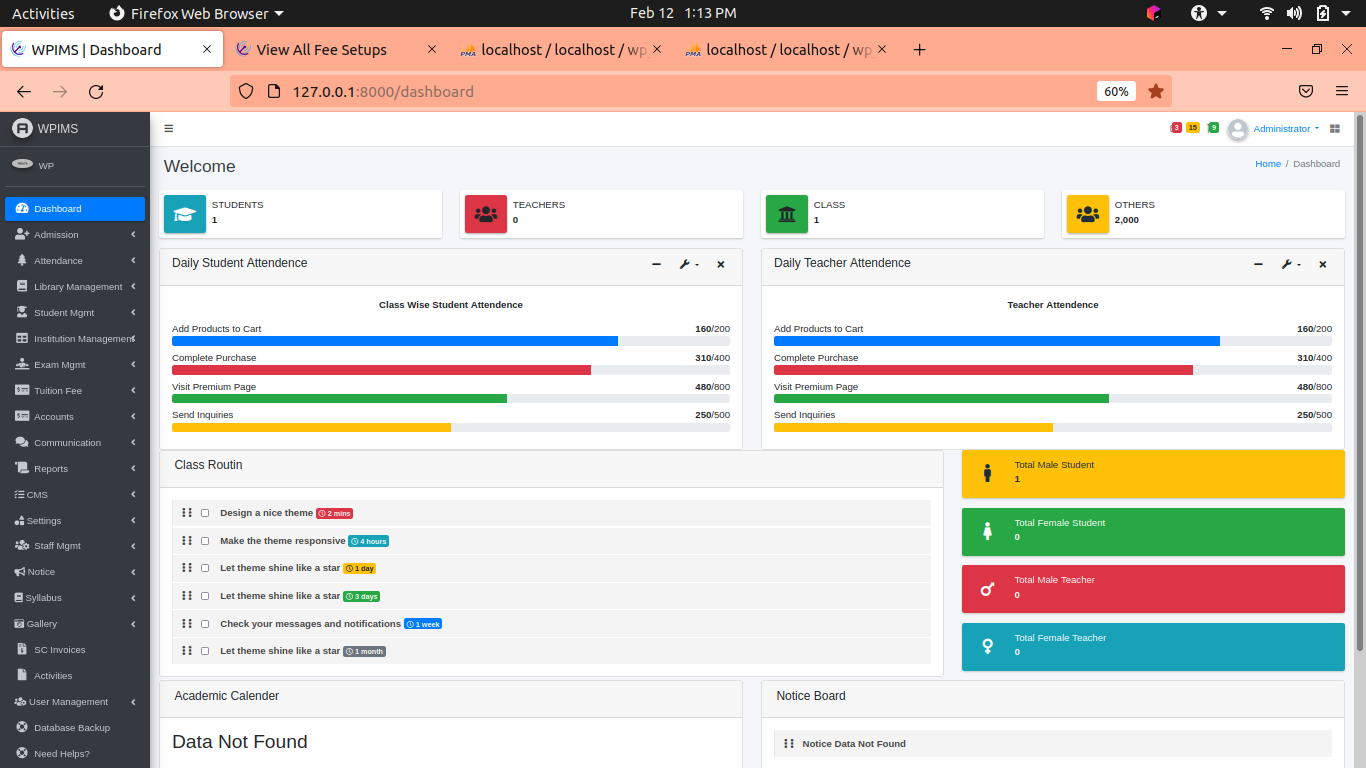 Activities Firefox Web Browser Feb 12 1:13 PM
WPIMS | Dashboard View All Fee Setups localhost / localhost / wp localhost / localhost / wp
127.0.0.1:8000/dashboard 60%
WPIMS 3 15 9 Administrator
WP
Welcome Home / Dashboard
Dashboard
Admission
Attendance
Library Management
Student Mgmt
Institution Management
Exam Mgmt
Tuition Fee
Accounts
Communication
Reports
CMS
Settings
Staff Mgmt
Notice
Syllabus
Gallery
SC Invoices
Activities
User Management
Database Backup
Need Helps?
STUDENTS
1
TEACHERS
0
CLASS
1
OTHERS
2,000
Daily Student Attendence
Class Wise Student Attendence
Add Products to Cart 160/200
Complete Purchase 310/400
Visit Premium Page 480/800
Send Inquiries 250/500
Daily Teacher Attendence
Teacher Attendence
Add Products to Cart 160/200
Complete Purchase 310/400
Visit Premium Page 480/800
Send Inquiries 250/500
Class Routin
Design a nice theme 2 mins
Make the theme responsive 4 hours
Let theme shine like a star 1 day
Let theme shine like a star 3 days
Check your messages and notifications 1 week
Let theme shine like a star 1 month
Total Male Student
1
Total Female Student
0
Total Male Teacher
0
Total Female Teacher
0
Academic Calender
Data Not Found
Notice Board
Notice Data Not Found